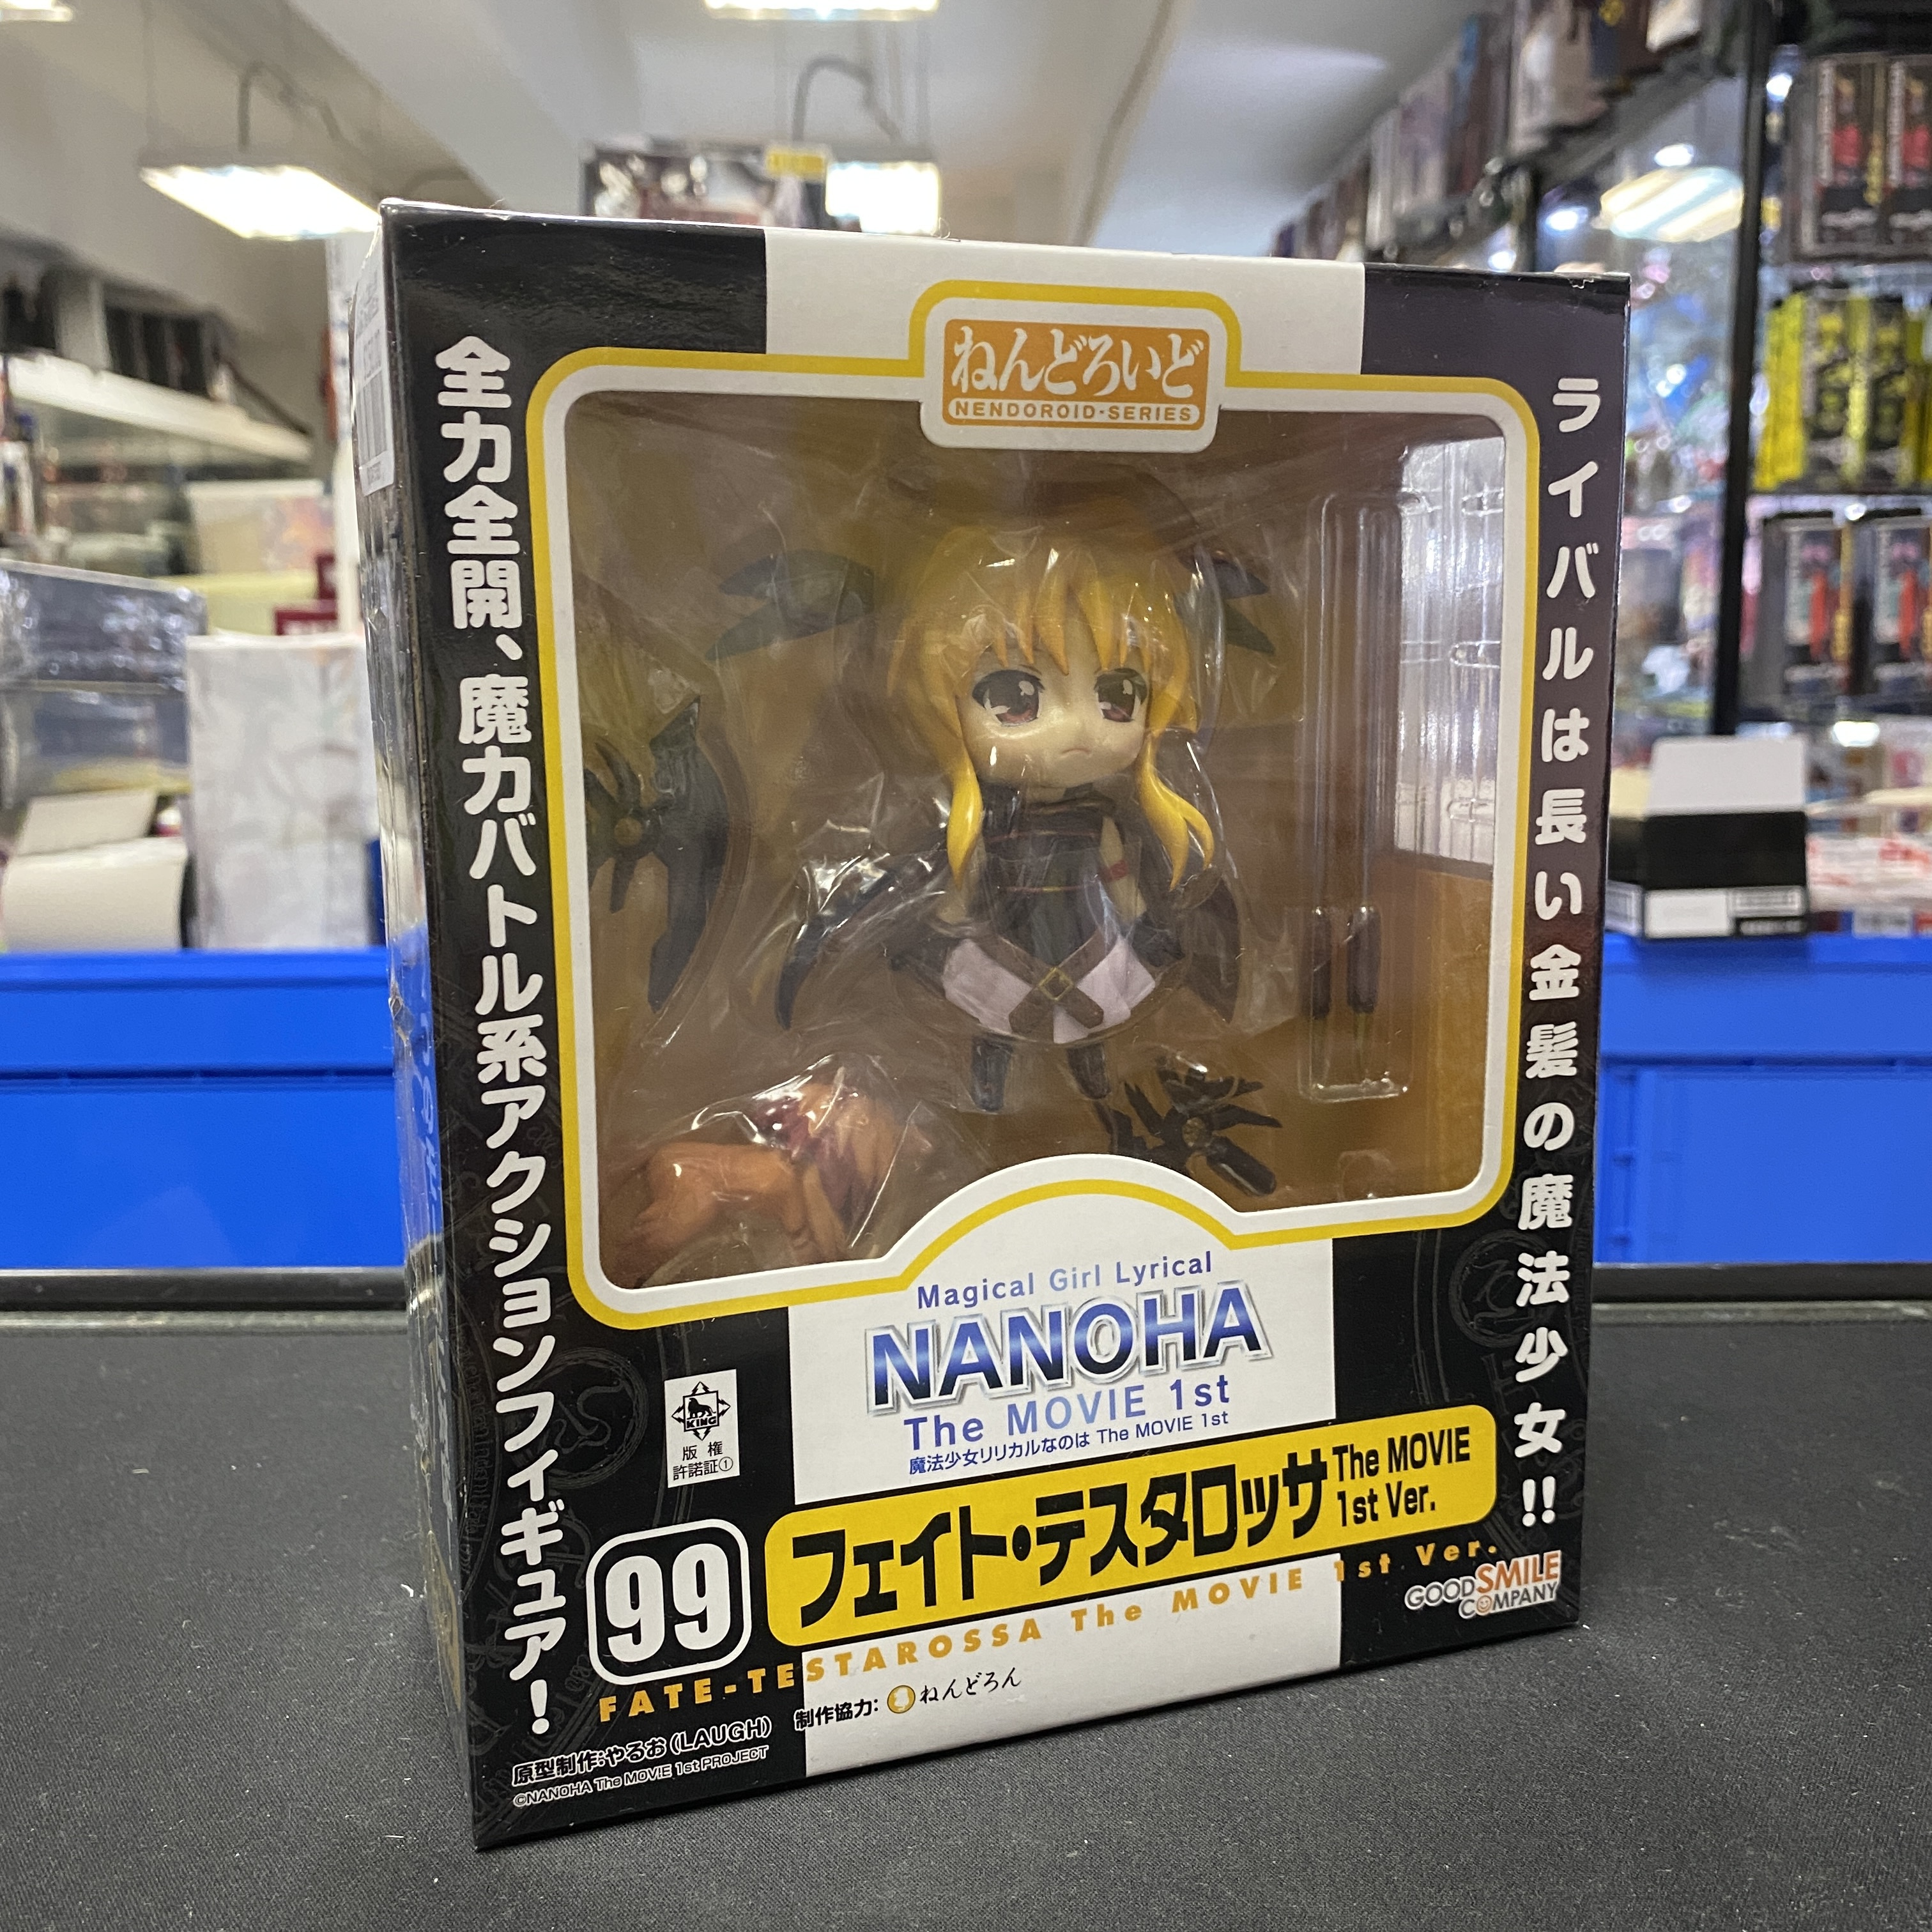 ねんどろいど
NENDOROID·SERIES
全力全開、魔力バトル系アクションフィギュア!
ライバルは長い金髪の魔法少女!!
Magical Girl Lyrical
NANOHA
The MOVIE 1st
魔法少女リリカルなのは The MOVIE 1st
KING
版権
許諾証①
99
フェイト・テスタロッサ The MOVIE
1st Ver.
FATE-TESTAROSSA The MOVIE 1st Ver.
GOOD SMILE
COMPANY
制作協力: ねんどろん
原型制作:やるお(LAUGH)
©NANOHA The MOVIE 1st PROJECT